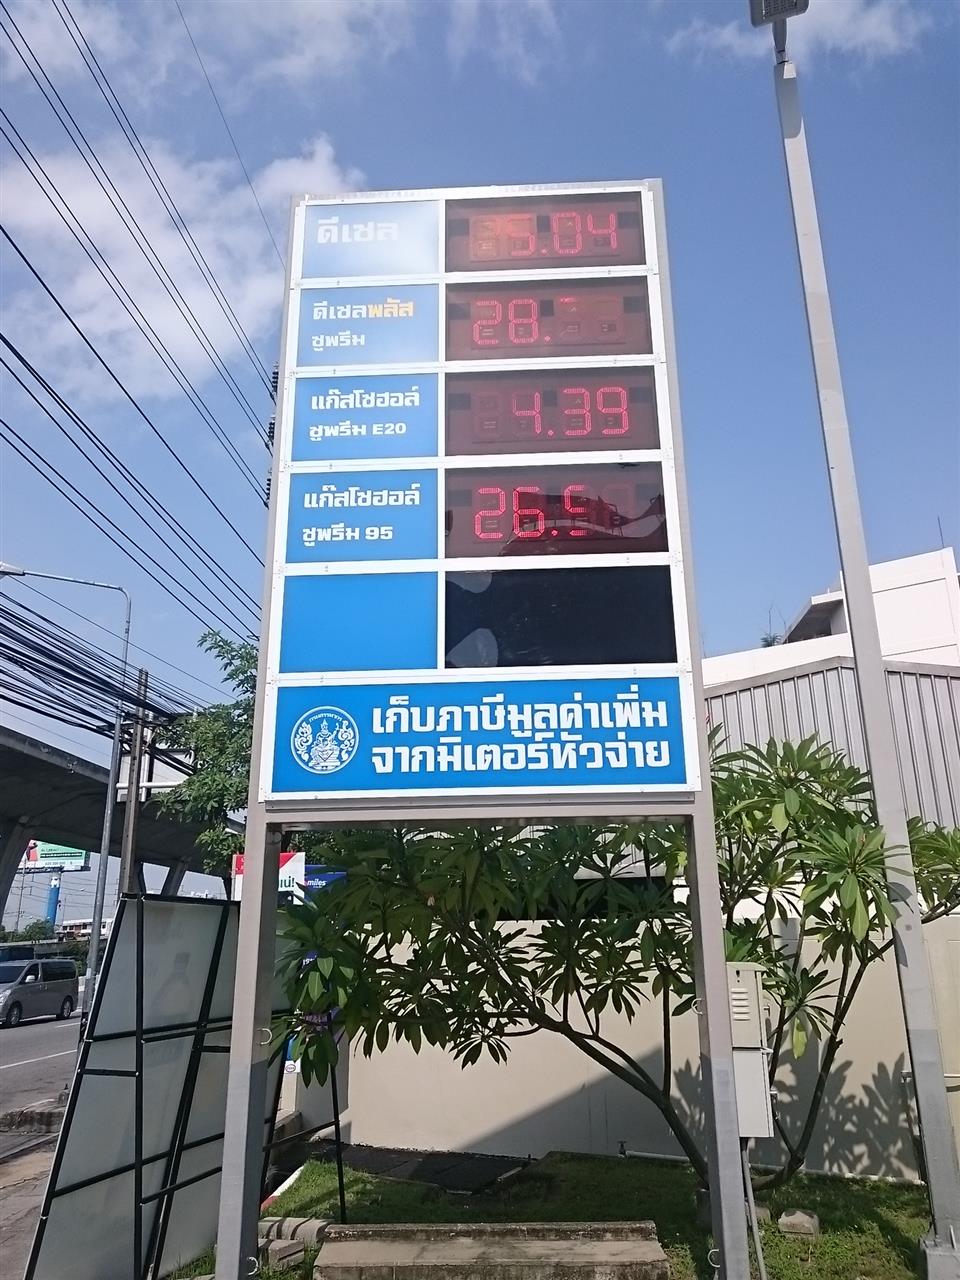 ดีเซล
5.04
ดีเซลพลัส
ซูพรีม
28.
แก๊สโซฮอล์
ซูพรีม E20
4.39
แก๊สโซฮอล์
ซูพรีม 95
26.5
เก็บภาษีมูลค่าเพิ่ม
จากมิเตอร์หัวจ่าย
miles